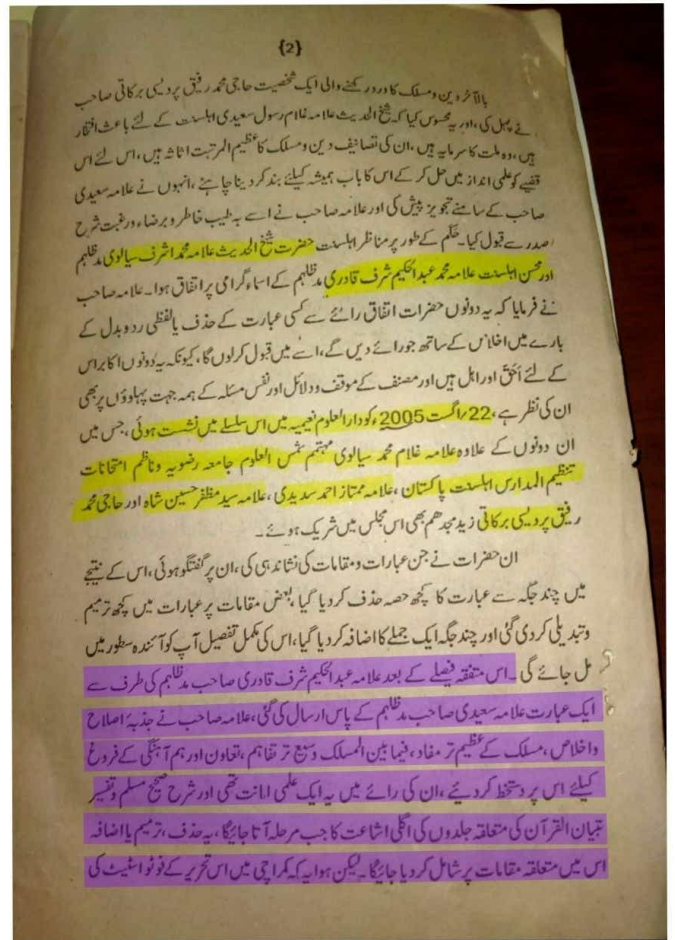 {2}
بالآخر دین و مسلک کا درد رکھنے والی ایک شخصیت حاجی محمد رفیق پردیسی برکاتی صاحب
نے پہل کی، اور یہ محسوس کیا کہ شیخ الحدیث علامہ غلام رسول سعیدی اہلسنت کے لئے باعث افتخار
ہیں، وہ ملت کا سرمایہ ہیں، ان کی تصانیف دین و مسلک کا عظیم المرتبت اثاثہ ہیں، اس لئے اس
قضیے کو علمی انداز میں حل کر کے اس کا باب ہمیشہ کیلئے بند کر دینا چاہئے، انہوں نے علامہ سعیدی
صاحب کے سامنے تجویز پیش کی اور علامہ صاحب نے اسے بہ طیب خاطر و برضاء و رغبت شرح
صدر سے قبول کیا۔ حَکَم کے طور پر مناظر اہلسنت حضرت شیخ الحدیث علامہ محمد اشرف سیالوی مدظلہم
اور محسن اہلسنت علامہ محمد عبدالحکیم شرف قادری مدظلہم کے اسماء گرامی پر اتفاق ہوا۔ علامہ صاحب
نے فرمایا کہ یہ دونوں حضرات اتفاق رائے سے کسی عبارت کے حذف یا لفظی ردوبدل کے
بارے میں اخلاص کے ساتھ جو رائے دیں گے، اسے میں قبول کر لوں گا، کیونکہ یہ دونوں اکابر اس
کے لئے اَحَقّ اور اہل ہیں اور مصنف کے موقف و دلائل اور نفس مسئلہ کے ہمہ جہت پہلوؤں پر بھی
ان کی نظر ہے، 22/اگست 2005ء کو دارالعلوم نعیمیہ میں اس سلسلے میں نشست ہوئی، جس میں
ان دونوں کے علاوہ علامہ غلام محمد سیالوی مہتمم شمس العلوم جامعہ رضویہ و ناظم امتحانات
تنظیم المدارس اہلسنت پاکستان، علامہ ممتاز احمد سدیدی، علامہ سید مظفر حسین شاہ اور حاجی محمد
رفیق پردیسی برکاتی زید مجدھم بھی اس مجلس میں شریک ہوئے۔
ان حضرات نے جن عبارات و مقامات کی نشاندہی کی، ان پر گفتگو ہوئی، اس کے نتیجے
میں چند جگہ سے عبارت کا کچھ حصہ حذف کر دیا گیا، بعض مقامات پر عبارات میں کچھ ترمیم
و تبدیلی کر دی گئی اور چند جگہ ایک جملے کا اضافہ کر دیا گیا، اس کی مکمل تفصیل آپ کو آئندہ سطور میں
مل جائے گی۔ اس متفقہ فیصلے کے بعد علامہ عبدالحکیم شرف قادری صاحب مدظلہم کی طرف سے
ایک عبارت علامہ سعیدی صاحب مدظلہم کے پاس ارسال کی گئی، علامہ صاحب نے جذبۂ اصلاح
و اخلاص، مسلک کے عظیم تر مفاد، فیما بین المسلک وسیع تر تفاہم، تعاون اور ہم آہنگی کے فروغ
کیلئے اس پر دستخط کر دیئے، ان کی رائے میں یہ ایک علمی امانت تھی اور شرح صحیح مسلم و تفسیر
تبیان القرآن کی متعلقہ جلدوں کی اگلی اشاعت کا جب مرحلہ آتا جائیگا، یہ حذف، ترمیم یا اضافہ
اس میں متعلقہ مقامات پر شامل کر دیا جائیگا۔ لیکن ہوا یہ کہ کراچی میں اس تحریر کے فوٹو اسٹیٹ کی